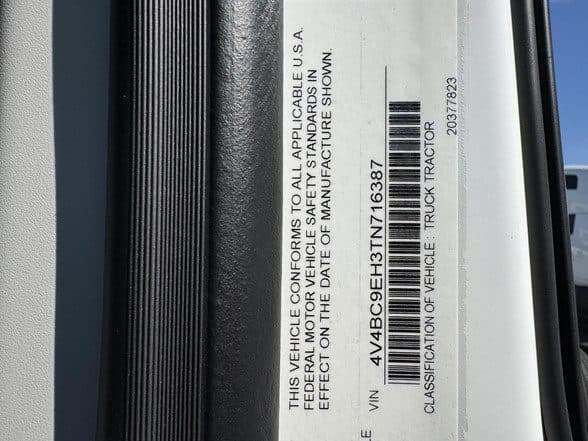 THIS VEHICLE CONFORMS TO ALL APPLICABLE U.S.A.
FEDERAL MOTOR VEHICLE SAFETY STANDARDS IN
EFFECT ON THE DATE OF MANUFACTURE SHOWN.
VIN 4V4BC9EH3TN716387
CLASSIFICATION OF VEHICLE: TRUCK TRACTOR
20377823